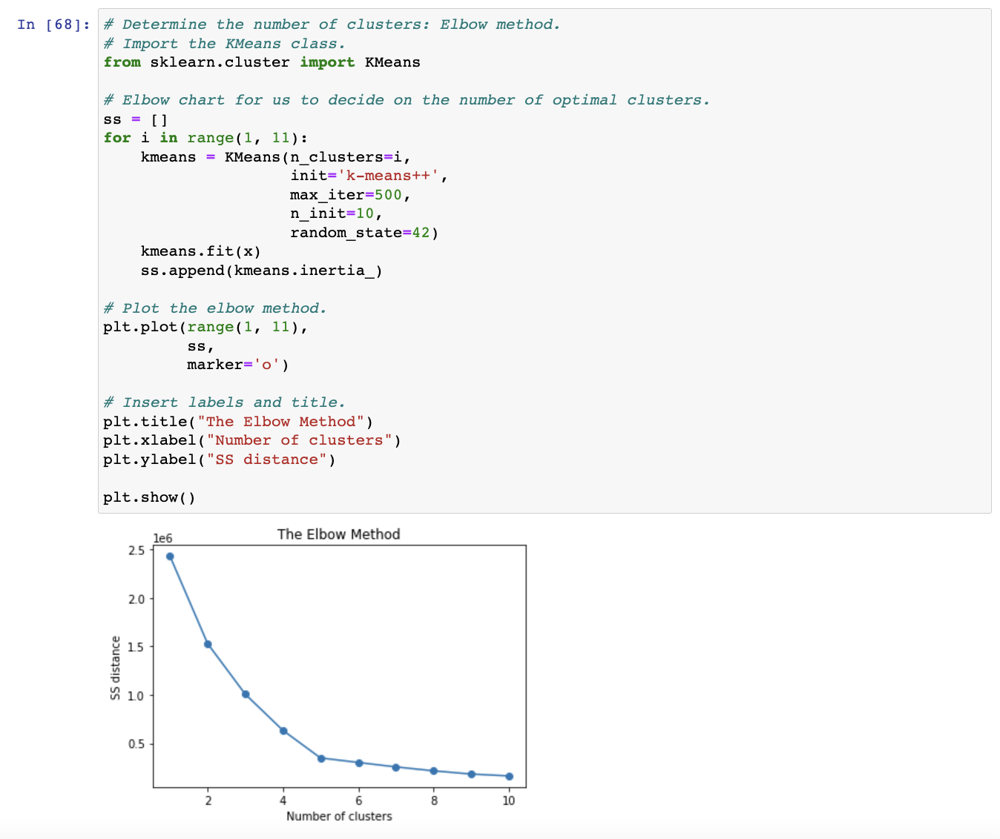 In [68]: # Determine the number of clusters: Elbow method.
# Import the KMeans class.
from sklearn.cluster import KMeans
# Elbow chart for us to decide on the number of optimal clusters.
ss = []
for i in range(1, 11):
    kmeans = KMeans(n_clusters=i,
                    init='k-means++',
                    max_iter=500,
                    n_init=10,
                    random_state=42)
    kmeans.fit(x)
    ss.append(kmeans.inertia_)
# Plot the elbow method.
plt.plot(range(1, 11),
         ss,
         marker='o')
# Insert labels and title.
plt.title("The Elbow Method")
plt.xlabel("Number of clusters")
plt.ylabel("SS distance")
plt.show()
The Elbow Method
1e6
2.5
2.0
1.5
1.0
0.5
SS distance
2 4 6 8 10
Number of clusters